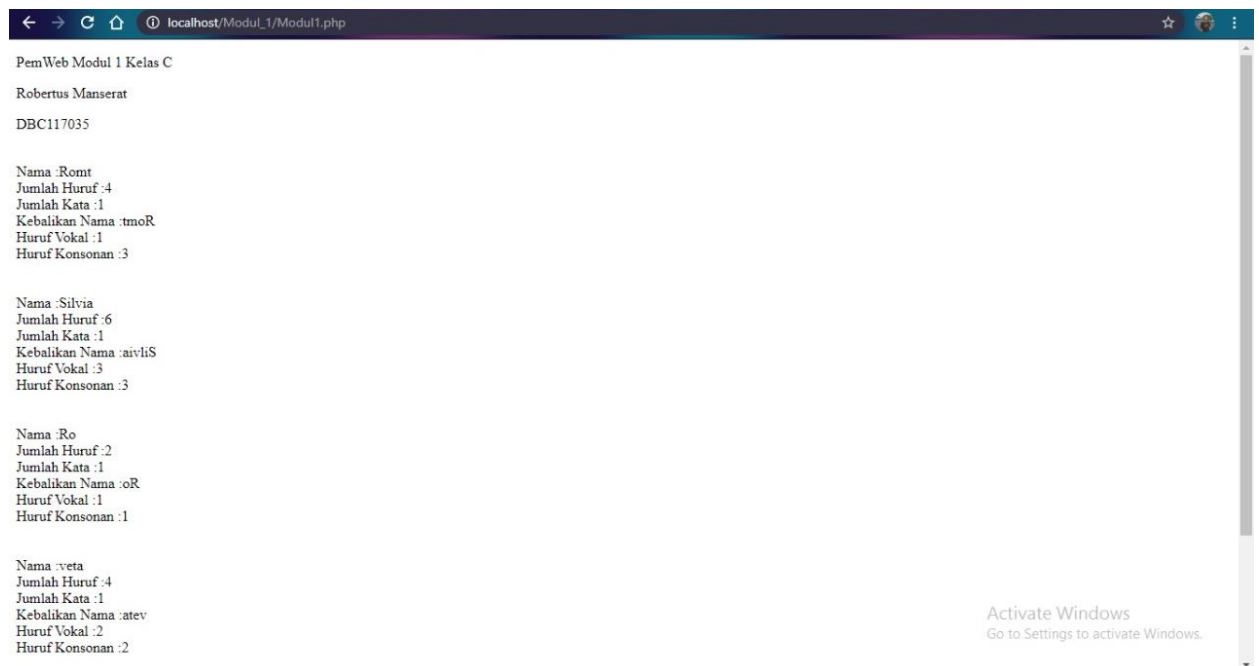 localhost/Modul_1/Modul1.php
PemWeb Modul 1 Kelas C
Robertus Manserat
DBC117035
Nama :Romt
Jumlah Huruf :4
Jumlah Kata :1
Kebalikan Nama :tmoR
Huruf Vokal :1
Huruf Konsonan :3
Nama :Silvia
Jumlah Huruf :6
Jumlah Kata :1
Kebalikan Nama :aivliS
Huruf Vokal :3
Huruf Konsonan :3
Nama :Ro
Jumlah Huruf :2
Jumlah Kata :1
Kebalikan Nama :oR
Huruf Vokal :1
Huruf Konsonan :1
Nama :veta
Jumlah Huruf :4
Jumlah Kata :1
Kebalikan Nama :atev
Huruf Vokal :2
Huruf Konsonan :2
Activate Windows
Go to Settings to activate Windows.